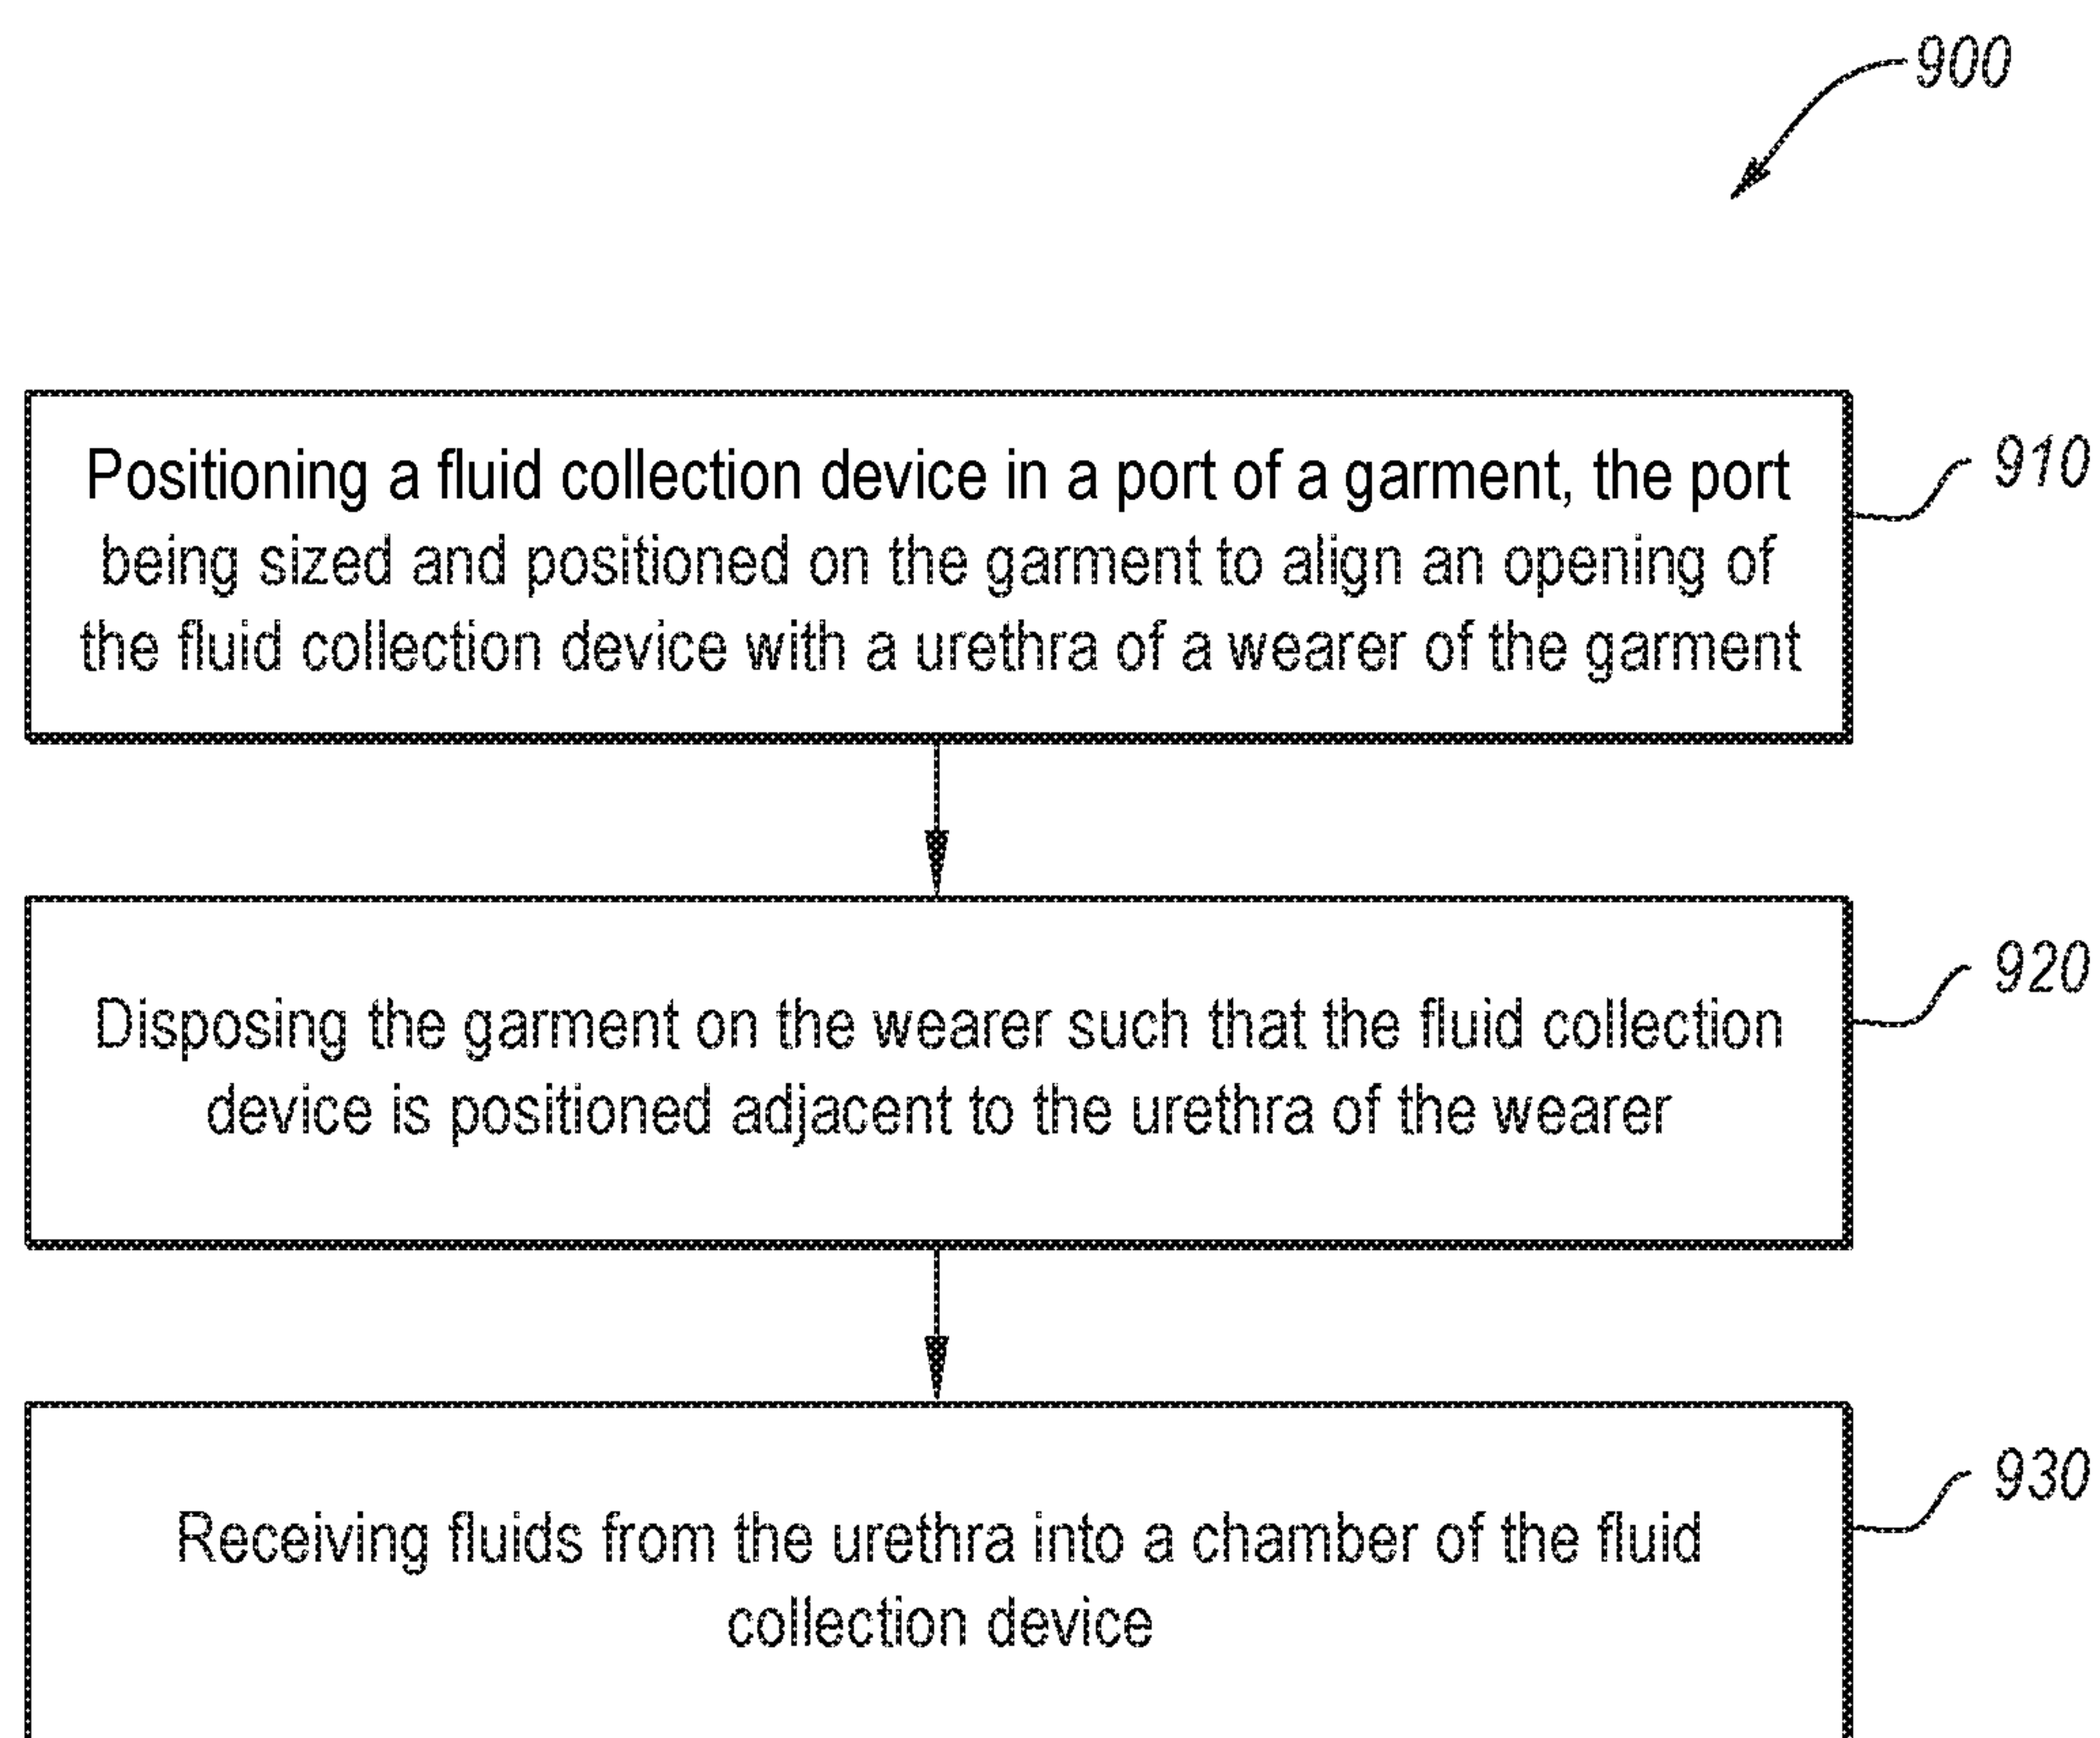 900
Positioning a fluid collection device in a port of a garment, the port
being sized and positioned on the garment to align an opening of
the fluid collection device with a urethra of a wearer of the garment
910
Disposing the garment on the wearer such that the fluid collection
device is positioned adjacent to the urethra of the wearer
920
Receiving fluids from the urethra into a chamber of the fluid
collection device
930